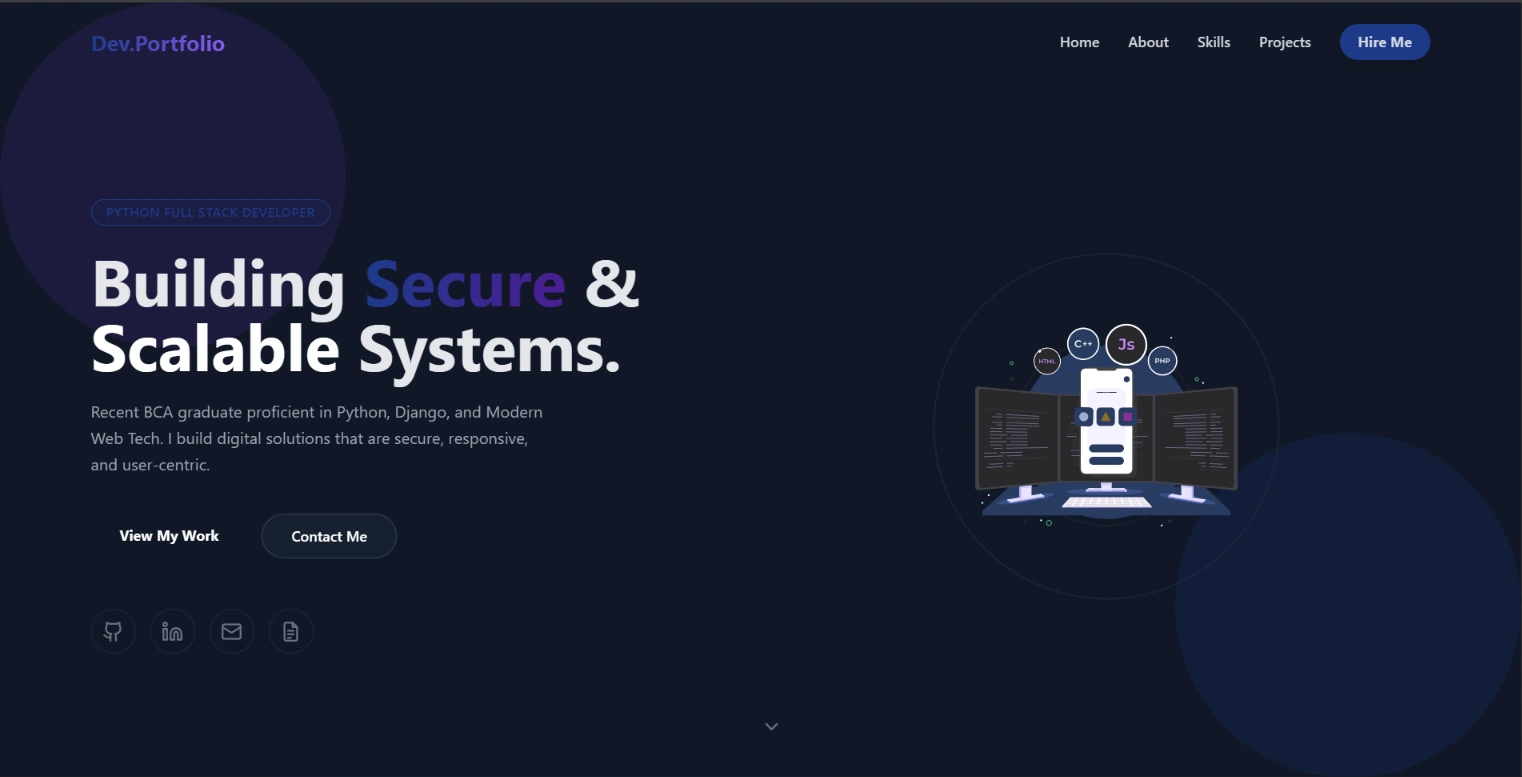 Dev.Portfolio
Home
About
Skills
Projects
Hire Me
PYTHON FULL STACK DEVELOPER
Building Secure &
Scalable Systems.
Recent BCA graduate proficient in Python, Django, and Modern
Web Tech. I build digital solutions that are secure, responsive,
and user-centric.
View My Work
Contact Me
HTML
C++
Js
PHP